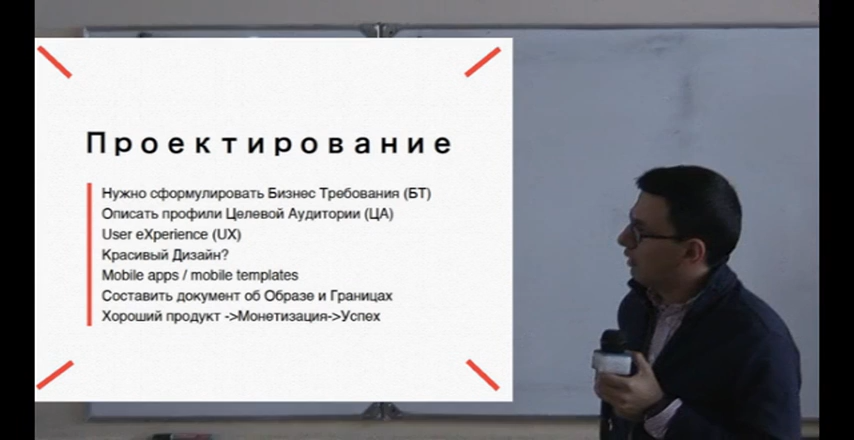 Проектирование
Нужно сформулировать Бизнес Требования (БТ)
Описать профили Целевой Аудитории (ЦА)
User eXperience (UX)
Красивый Дизайн?
Mobile apps / mobile templates
Составить документ об Образе и Границах
Хороший продукт ->Монетизация->Успех